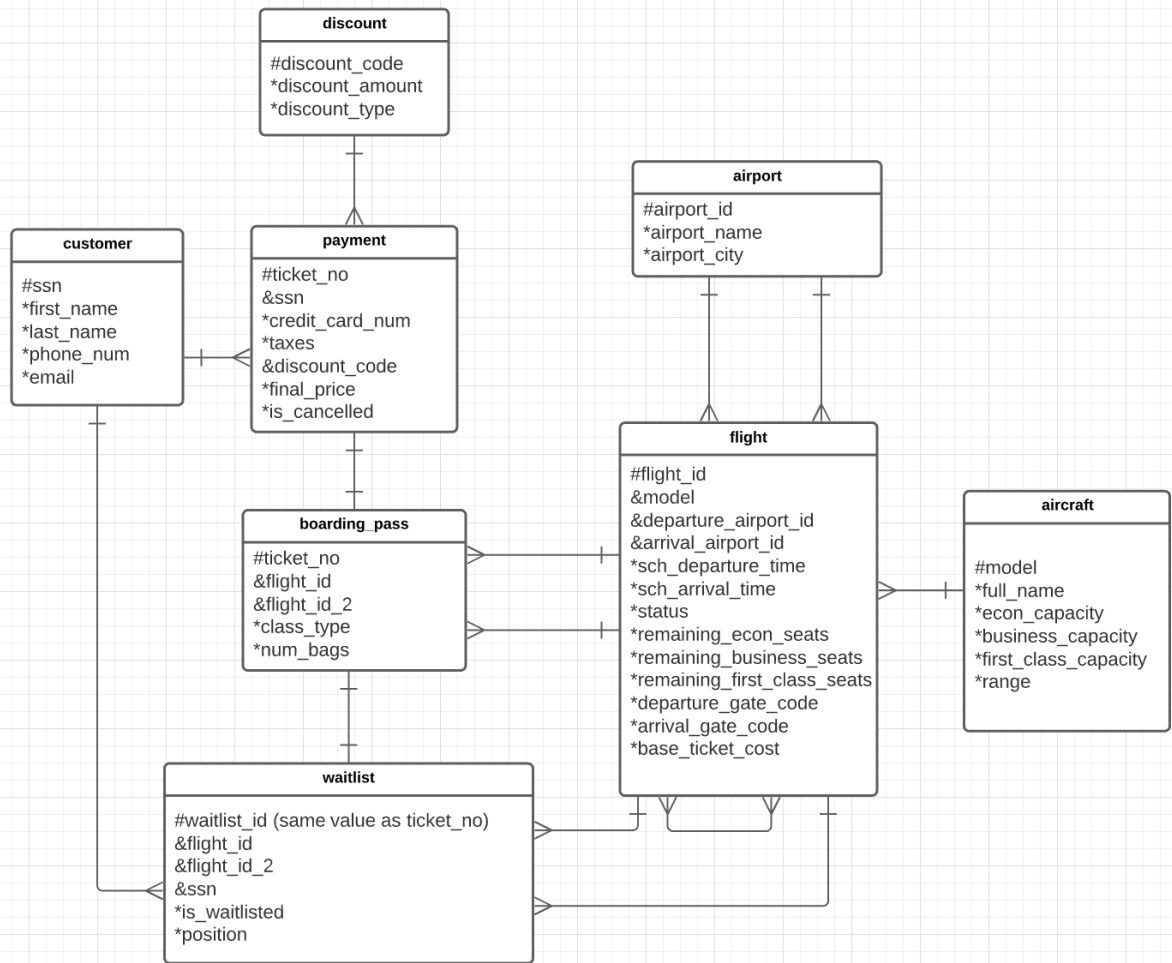 discount
#discount_code
*discount_amount
*discount_type
airport
#airport_id
*airport_name
*airport_city
customer
#ssn
*first_name
*last_name
*phone_num
*email
payment
#ticket_no
&ssn
*credit_card_num
*taxes
&discount_code
*final_price
*is_cancelled
flight
#flight_id
&model
&departure_airport_id
&arrival_airport_id
*sch_departure_time
*sch_arrival_time
*status
*remaining_econ_seats
*remaining_business_seats
*remaining_first_class_seats
*departure_gate_code
*arrival_gate_code
*base_ticket_cost
aircraft
#model
*full_name
*econ_capacity
*business_capacity
*first_class_capacity
*range
boarding_pass
#ticket_no
&flight_id
&flight_id_2
*class_type
*num_bags
waitlist
#waitlist_id (same value as ticket_no)
&flight_id
&flight_id_2
&ssn
*is_waitlisted
*position